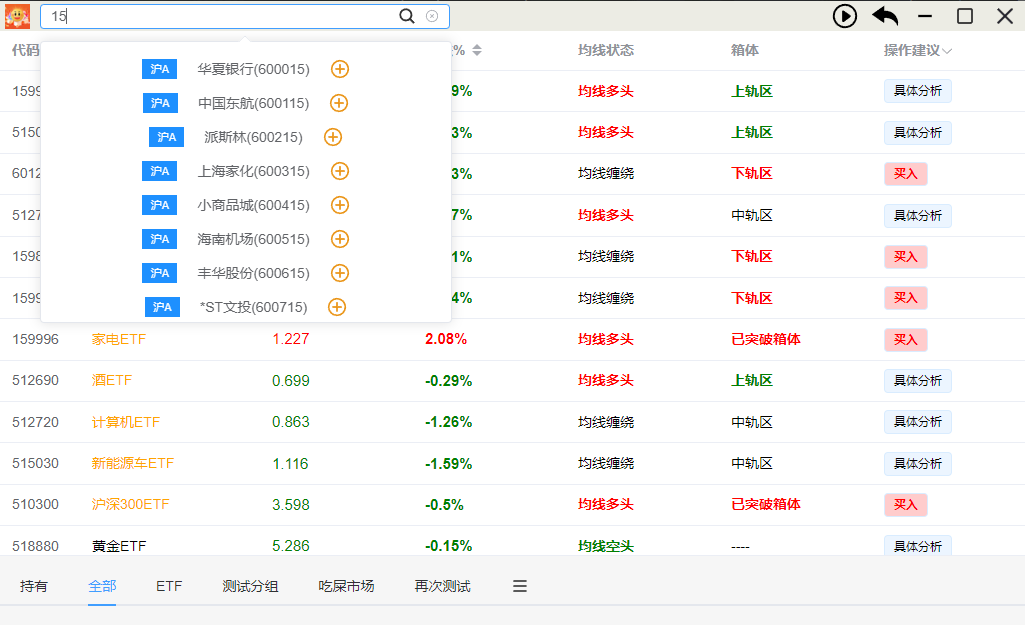 15
代码 % 均线状态 箱体 操作建议
沪A 华夏银行(600015)
沪A 中国东航(600115)
沪A 派斯林(600215)
沪A 上海家化(600315)
沪A 小商品城(600415)
沪A 海南机场(600515)
沪A 丰华股份(600615)
沪A *ST文投(600715)
1599 9% 均线多头 上轨区 具体分析
5150 3% 均线多头 上轨区 具体分析
6012 3% 均线缠绕 下轨区 买入
5127 7% 均线多头 中轨区 具体分析
1598 1% 均线缠绕 下轨区 买入
1599 4% 均线缠绕 下轨区 买入
159996 家电ETF 1.227 2.08% 均线多头 已突破箱体 买入
512690 酒ETF 0.699 -0.29% 均线多头 上轨区 具体分析
512720 计算机ETF 0.863 -1.26% 均线缠绕 中轨区 具体分析
515030 新能源车ETF 1.116 -1.59% 均线缠绕 中轨区 具体分析
510300 沪深300ETF 3.598 -0.5% 均线多头 已突破箱体 买入
518880 黄金ETF 5.286 -0.15% 均线空头 ---- 具体分析
持有 全部 ETF 测试分组 吃屎市场 再次测试